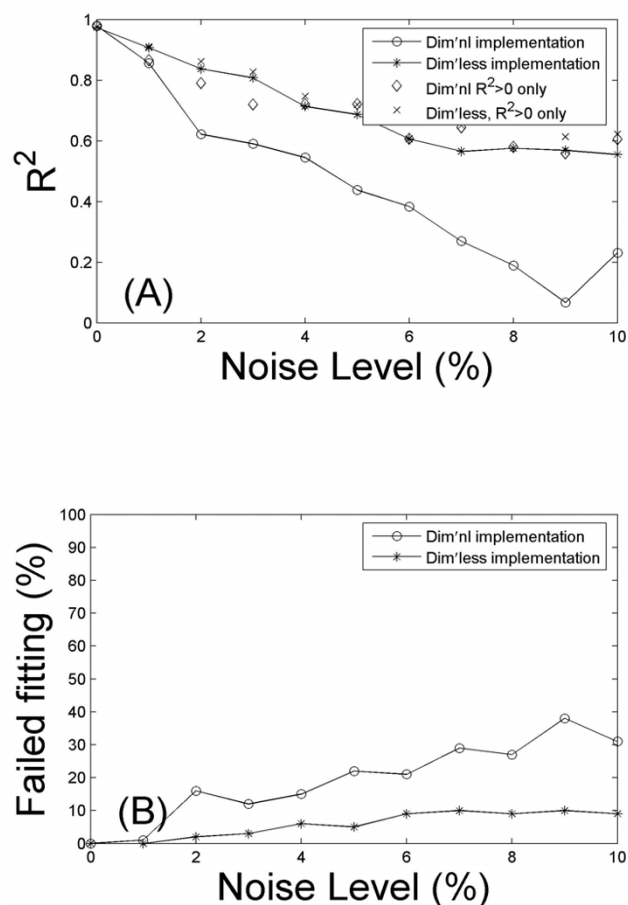 1
0.8
0.6
0.4
0.2
0
R²
Dim'nl implementation
Dim'less implementation
Dim'nl R²>0 only
Dim'less, R²>0 only
(A)
0 2 4 6 8 10
Noise Level (%)
100
90
80
70
60
50
40
30
20
10
0
Failed fitting (%)
Dim'nl implementation
Dim'less implementation
(B)
0 2 4 6 8 10
Noise Level (%)